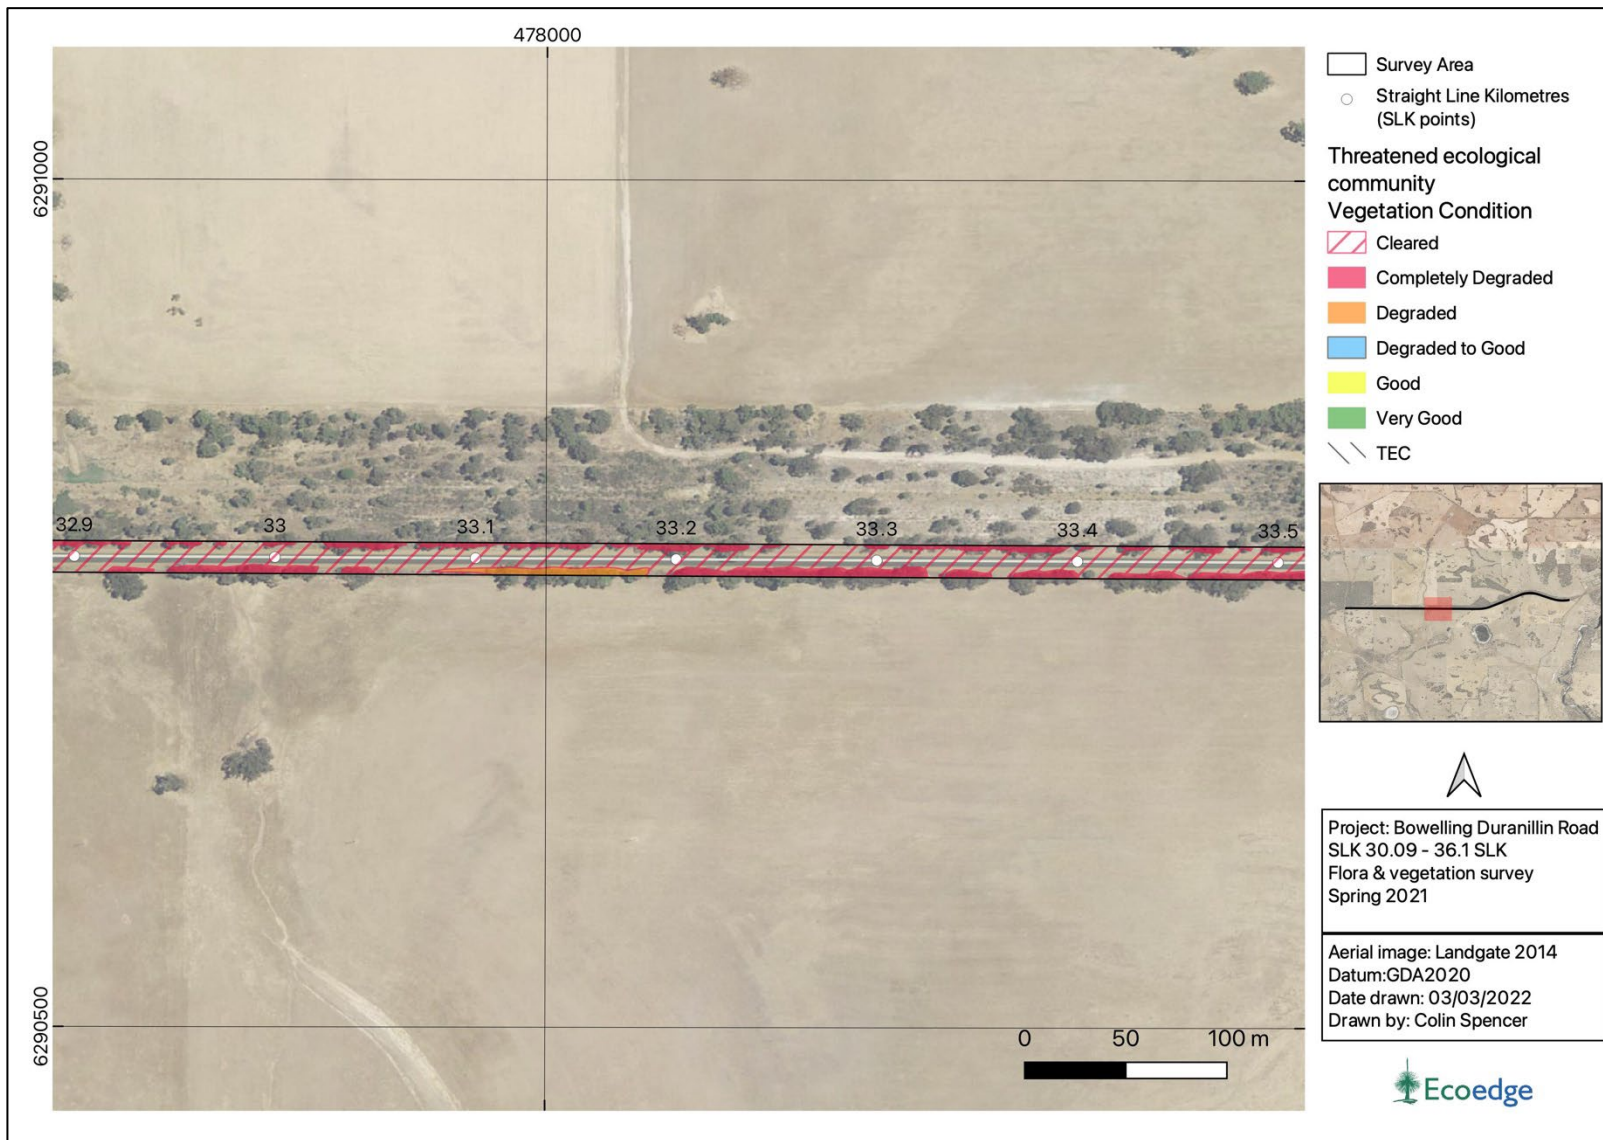 478000
6291000
6290500
32.9
33
33.1
33.2
33.3
33.4
33.5
0 50 100 m
Survey Area
Straight Line Kilometres
(SLK points)
Threatened ecological
community
Vegetation Condition
Cleared
Completely Degraded
Degraded
Degraded to Good
Good
Very Good
TEC
Project: Bowelling Duranillin Road
SLK 30.09 - 36.1 SLK
Flora & vegetation survey
Spring 2021
Aerial image: Landgate 2014
Datum:GDA2020
Date drawn: 03/03/2022
Drawn by: Colin Spencer
Ecoedge